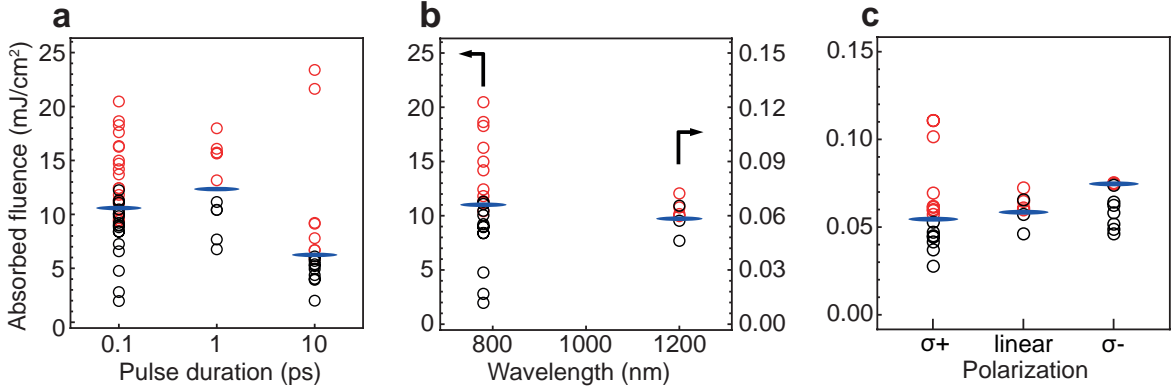 a
b
c
Absorbed fluence (mJ/cm²)
25
20
15
10
5
0
0.1
1
10
Pulse duration (ps)
25
20
15
10
5
0
0.15
0.12
0.09
0.06
0.03
0.00
800
1000
1200
Wavelength (nm)
0.15
0.10
0.05
0.00
σ+
linear
σ-
Polarization